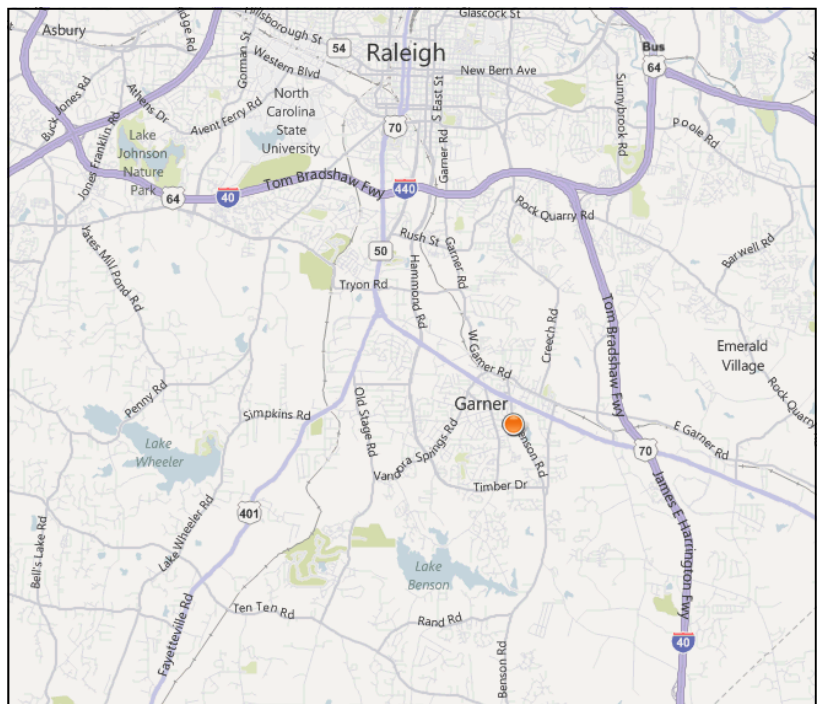 Glascock St
Hillsborough St
Asbury
54
Raleigh
Bus
64
Western Blvd
New Bern Ave
Gorman St
S East St
Sunnybrook Rd
Buck Jones Rd
Athens Dr
North
Carolina
State
University
Avent Ferry Rd
70
Poole Rd
Lake
Johnson
Nature
Park
Jones Franklin Rd
Garner Rd
64
40
Tom Bradshaw Fwy
440
Rock Quarry Rd
Yates Mill Pond Rd
50
Rush St
Garner Rd
Barwell Rd
Hammond Rd
Tryon Rd
Tom Bradshaw Fwy
Creech Rd
W Garner Rd
Emerald
Village
Penny Rd
Simpkins Rd
Old Stage Rd
Garner
Rock Quarry
Lake
Wheeler
Vandora Springs Rd
Benson Rd
70
E Garner Rd
Timber Dr
401
Lake Wheeler Rd
James E Harrington Fwy
Bell's Lake Rd
Lake
Benson
Ten Ten Rd
Rand Rd
Fayetteville Rd
Benson Rd
40